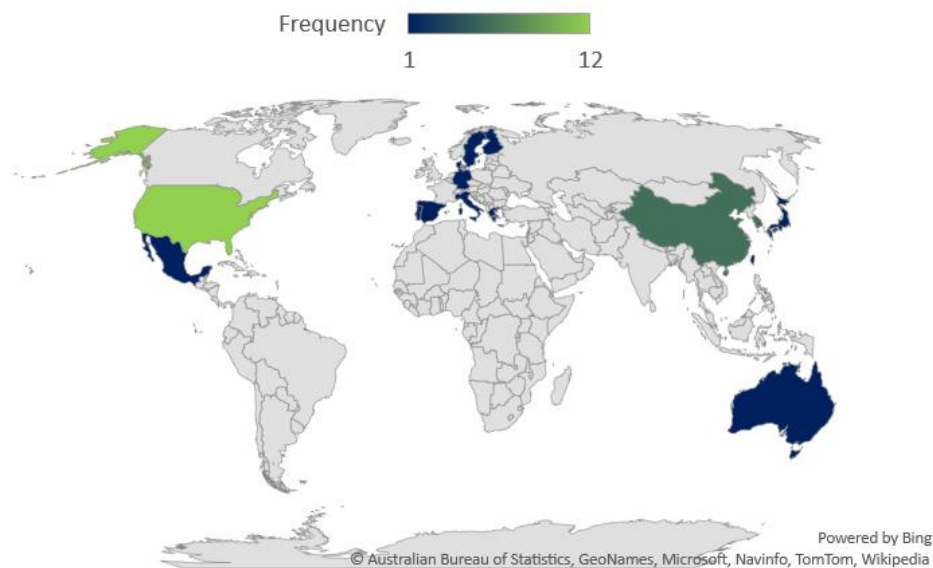 Frequency
1 12
Powered by Bing
© Australian Bureau of Statistics, GeoNames, Microsoft, Navinfo, TomTom, Wikipedia